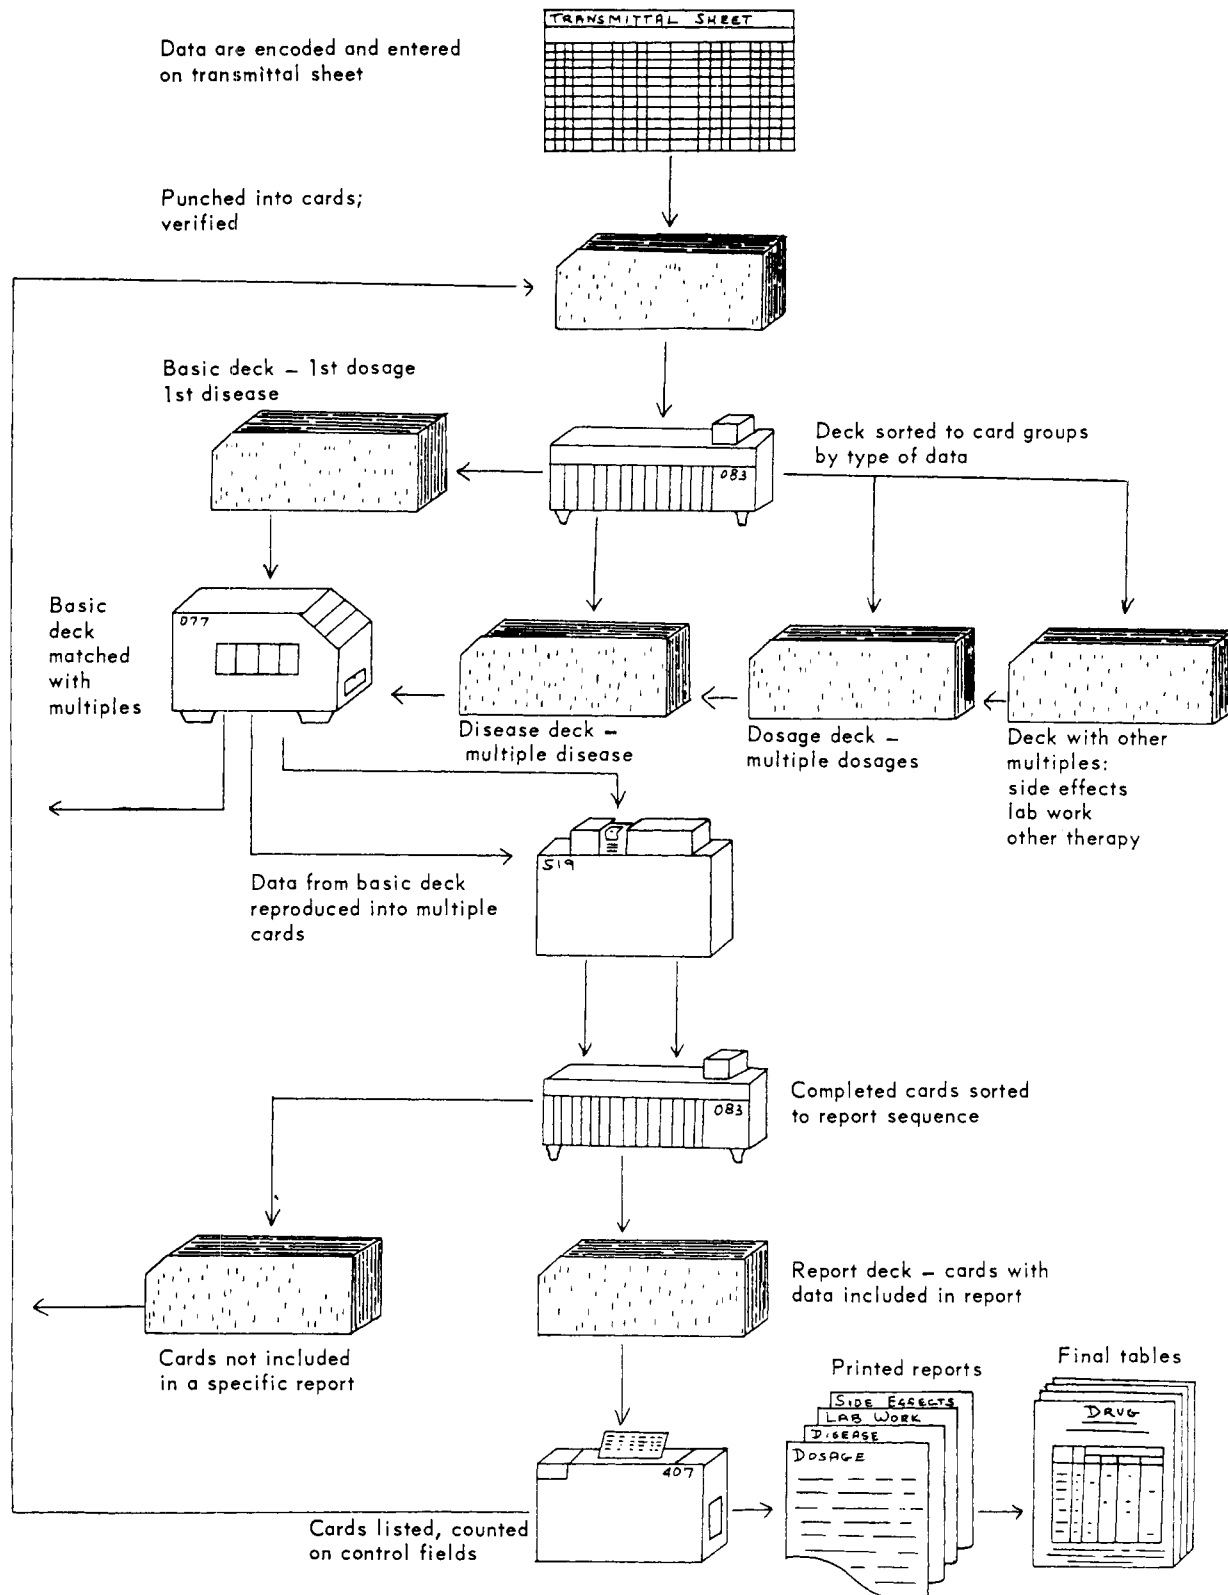 TRANSMITTAL SHEET
Data are encoded and entered
on transmittal sheet
Punched into cards;
verified
Basic deck – 1st dosage
1st disease
083
Deck sorted to card groups
by type of data
077
Basic
deck
matched
with
multiples
Disease deck –
multiple disease
Dosage deck –
multiple dosages
Deck with other
multiples:
side effects
lab work
other therapy
519
Data from basic deck
reproduced into multiple
cards
083
Completed cards sorted
to report sequence
Report deck – cards with
data included in report
Cards not included
in a specific report
Printed reports
Final tables
SIDE EFFECTS
LAB WORK
DISEASE
DOSAGE
DRUG
407
Cards listed, counted
on control fields